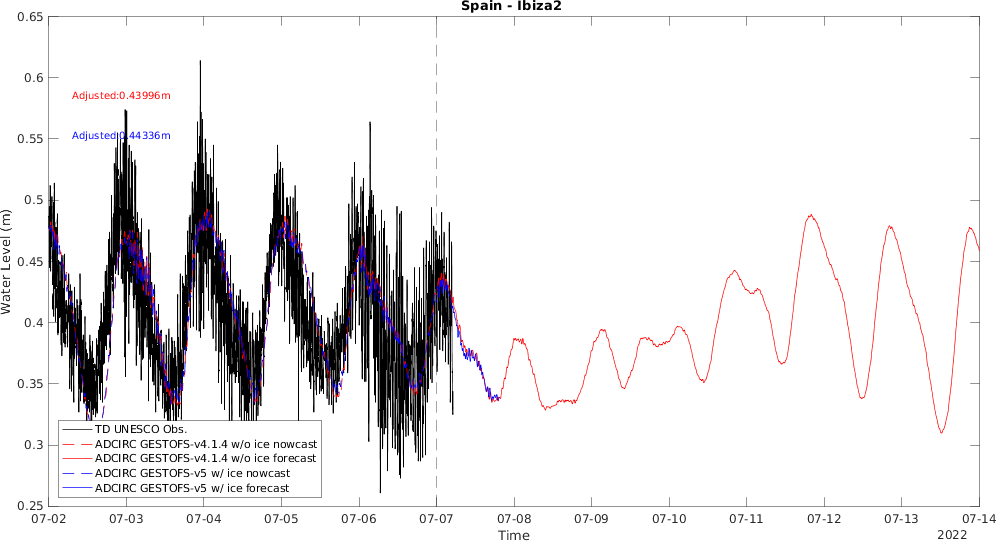 Spain - Ibiza2
0.65
0.6
0.55
0.5
0.45
0.4
0.35
0.3
0.25
Water Level (m)
Adjusted:0.43996m
Adjusted:0.44336m
TD UNESCO Obs.
ADCIRC GESTOFS-v4.1.4 w/o ice nowcast
ADCIRC GESTOFS-v4.1.4 w/o ice forecast
ADCIRC GESTOFS-v5 w/ ice nowcast
ADCIRC GESTOFS-v5 w/ ice forecast
07-02 07-03 07-04 07-05 07-06 07-07 07-08 07-09 07-10 07-11 07-12 07-13 07-14
Time
2022